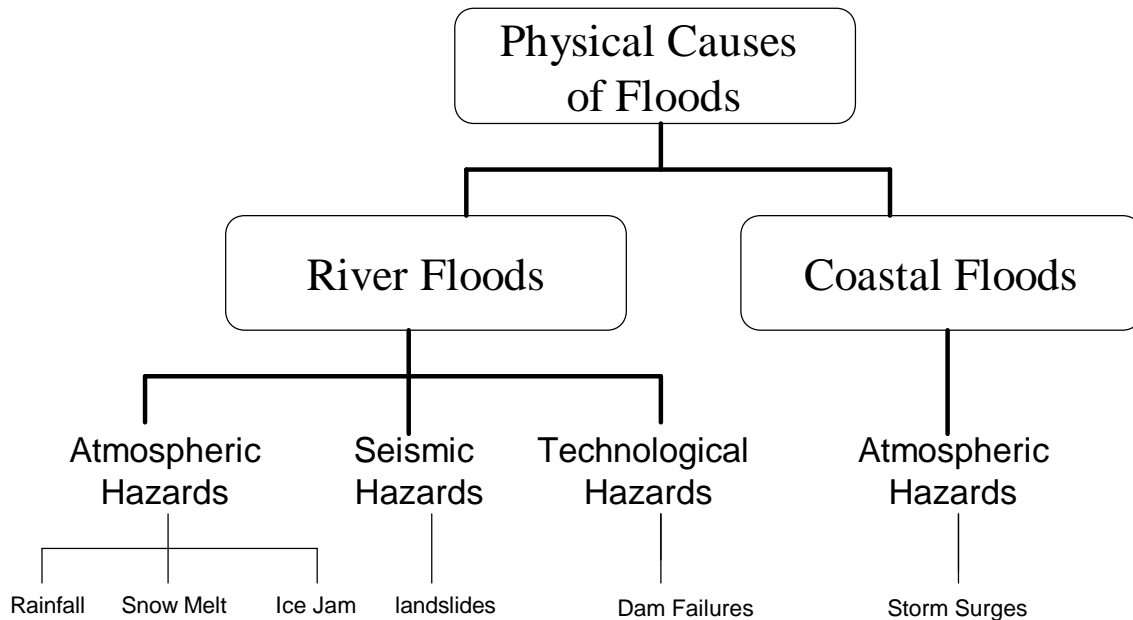 Physical Causes
of Floods
River Floods
Coastal Floods
Atmospheric
Hazards
Seismic
Hazards
Technological
Hazards
Atmospheric
Hazards
Rainfall
Snow Melt
Ice Jam
landslides
Dam Failures
Storm Surges